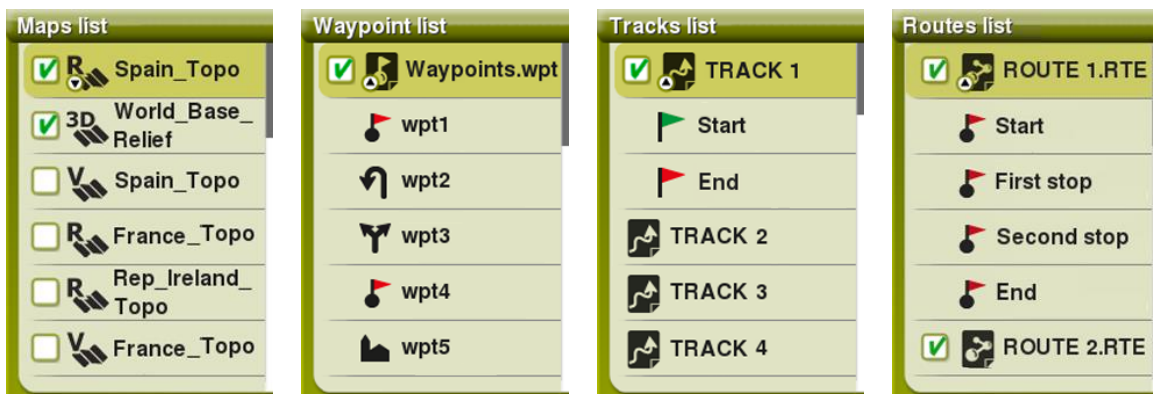 Maps list
R Spain_Topo
3D World_Base_
Relief
V Spain_Topo
R France_Topo
R Rep_Ireland_
Topo
V France_Topo
Waypoint list
Waypoints.wpt
wpt1
wpt2
wpt3
wpt4
wpt5
Tracks list
TRACK 1
Start
End
TRACK 2
TRACK 3
TRACK 4
Routes list
ROUTE 1.RTE
Start
First stop
Second stop
End
ROUTE 2.RTE